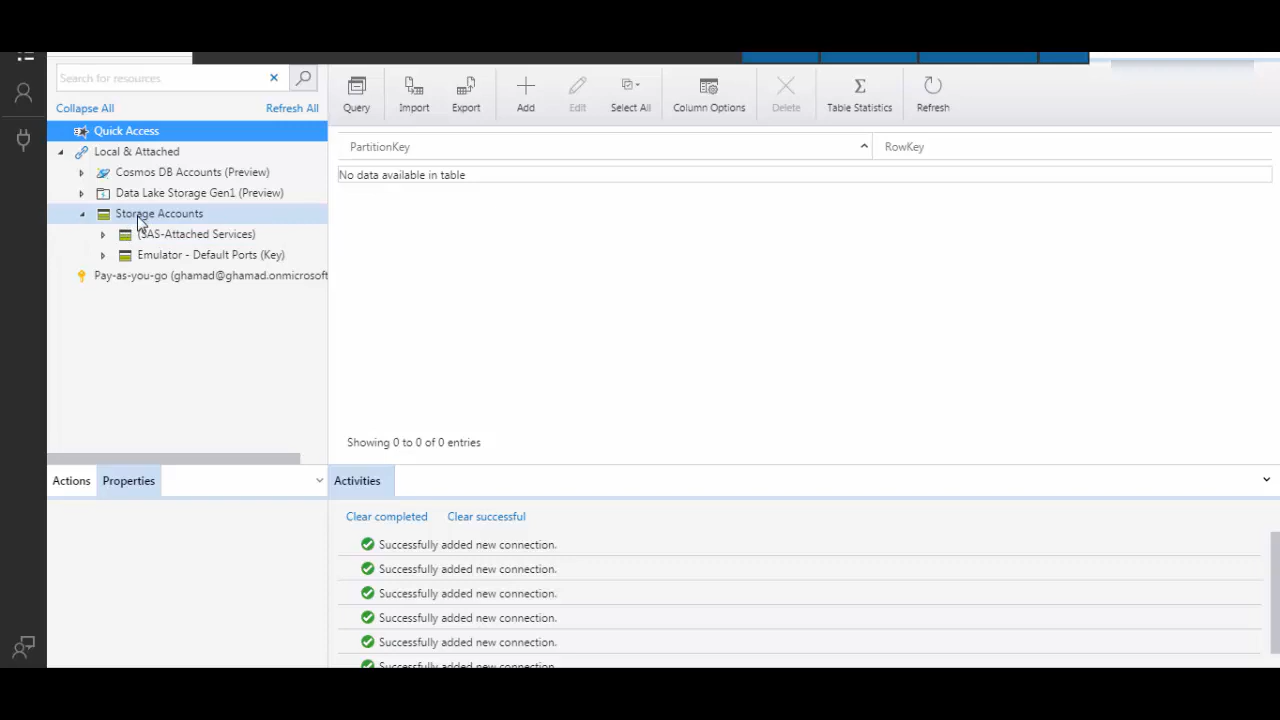 Search for resources
Collapse All
Refresh All
Quick Access
Local & Attached
Cosmos DB Accounts (Preview)
Data Lake Storage Gen1 (Preview)
Storage Accounts
(SAS-Attached Services)
Emulator - Default Ports (Key)
Pay-as-you-go (ghamad@ghamad.onmicrosoft
Query
Import
Export
Add
Edit
Select All
Column Options
Delete
Table Statistics
Refresh
PartitionKey
RowKey
No data available in table
Showing 0 to 0 of 0 entries
Actions
Properties
Activities
Clear completed
Clear successful
Successfully added new connection.
Successfully added new connection.
Successfully added new connection.
Successfully added new connection.
Successfully added new connection.
Successfully added new connection.